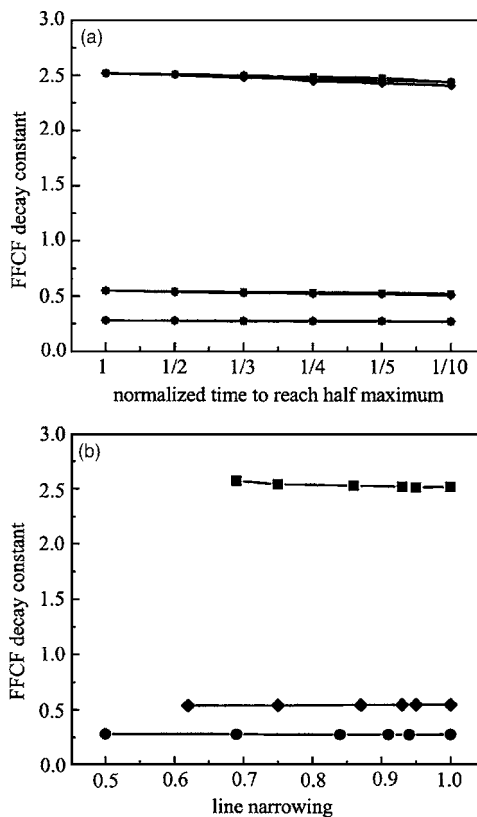 (a)
3.0
2.5
2.0
1.5
1.0
0.5
0.0
FFCF decay constant
1 1/2 1/3 1/4 1/5 1/10
normalized time to reach half maximum
(b)
3.0
2.5
2.0
1.5
1.0
0.5
0.0
FFCF decay constant
0.5 0.6 0.7 0.8 0.9 1.0
line narrowing